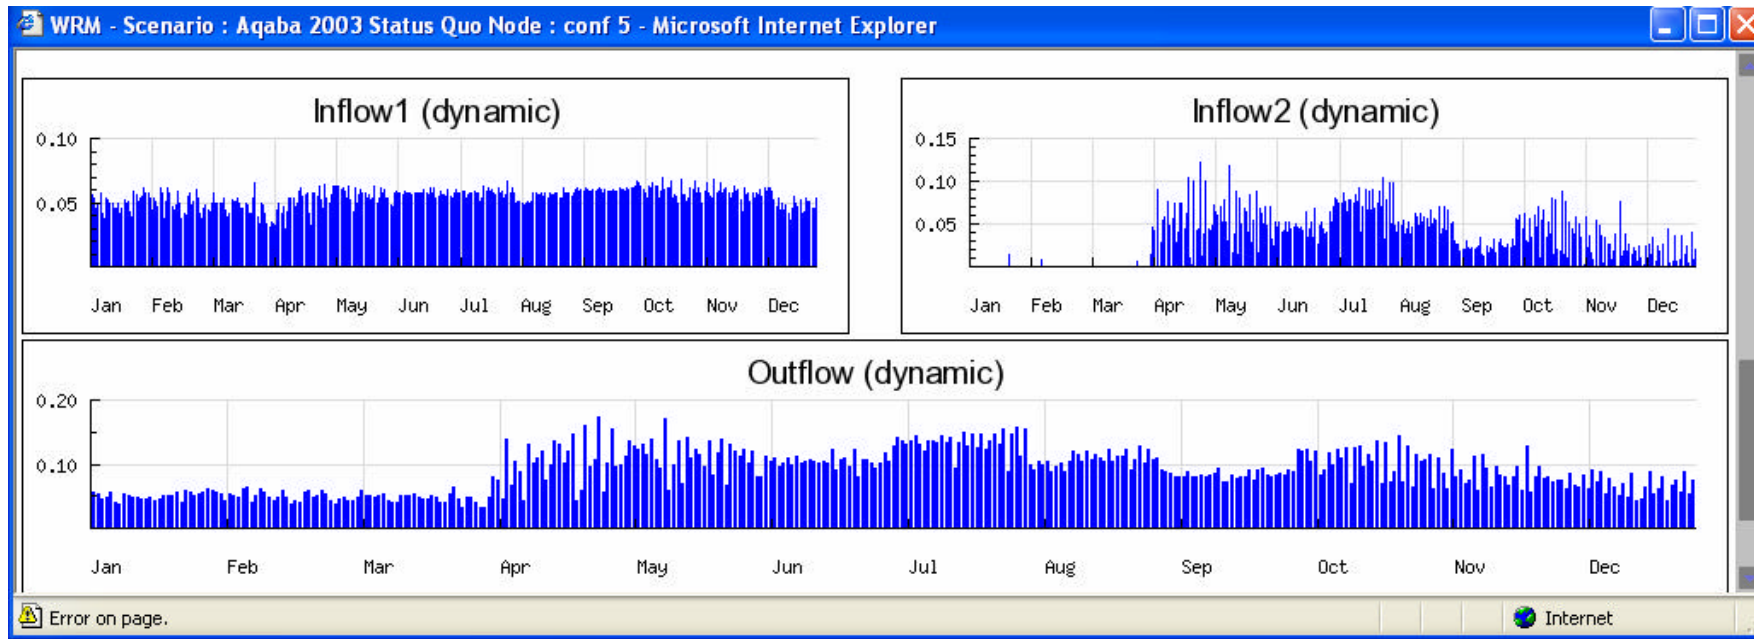 WRM - Scenario : Aqaba 2003 Status Quo Node : conf 5 - Microsoft Internet Explorer
Inflow1 (dynamic)
0.10
0.05
Jan Feb Mar Apr May Jun Jul Aug Sep Oct Nov Dec
Inflow2 (dynamic)
0.15
0.10
0.05
Jan Feb Mar Apr May Jun Jul Aug Sep Oct Nov Dec
Outflow (dynamic)
0.20
0.10
Jan Feb Mar Apr May Jun Jul Aug Sep Oct Nov Dec
Error on page.
Internet